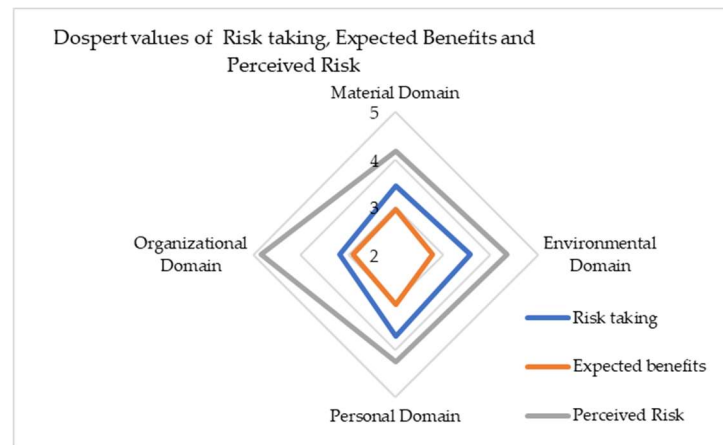 Dospert values of Risk taking, Expected Benefits and
Perceived Risk
Material Domain
5
4
3
2
Organizational
Domain
Environmental
Domain
Personal Domain
Risk taking
Expected benefits
Perceived Risk